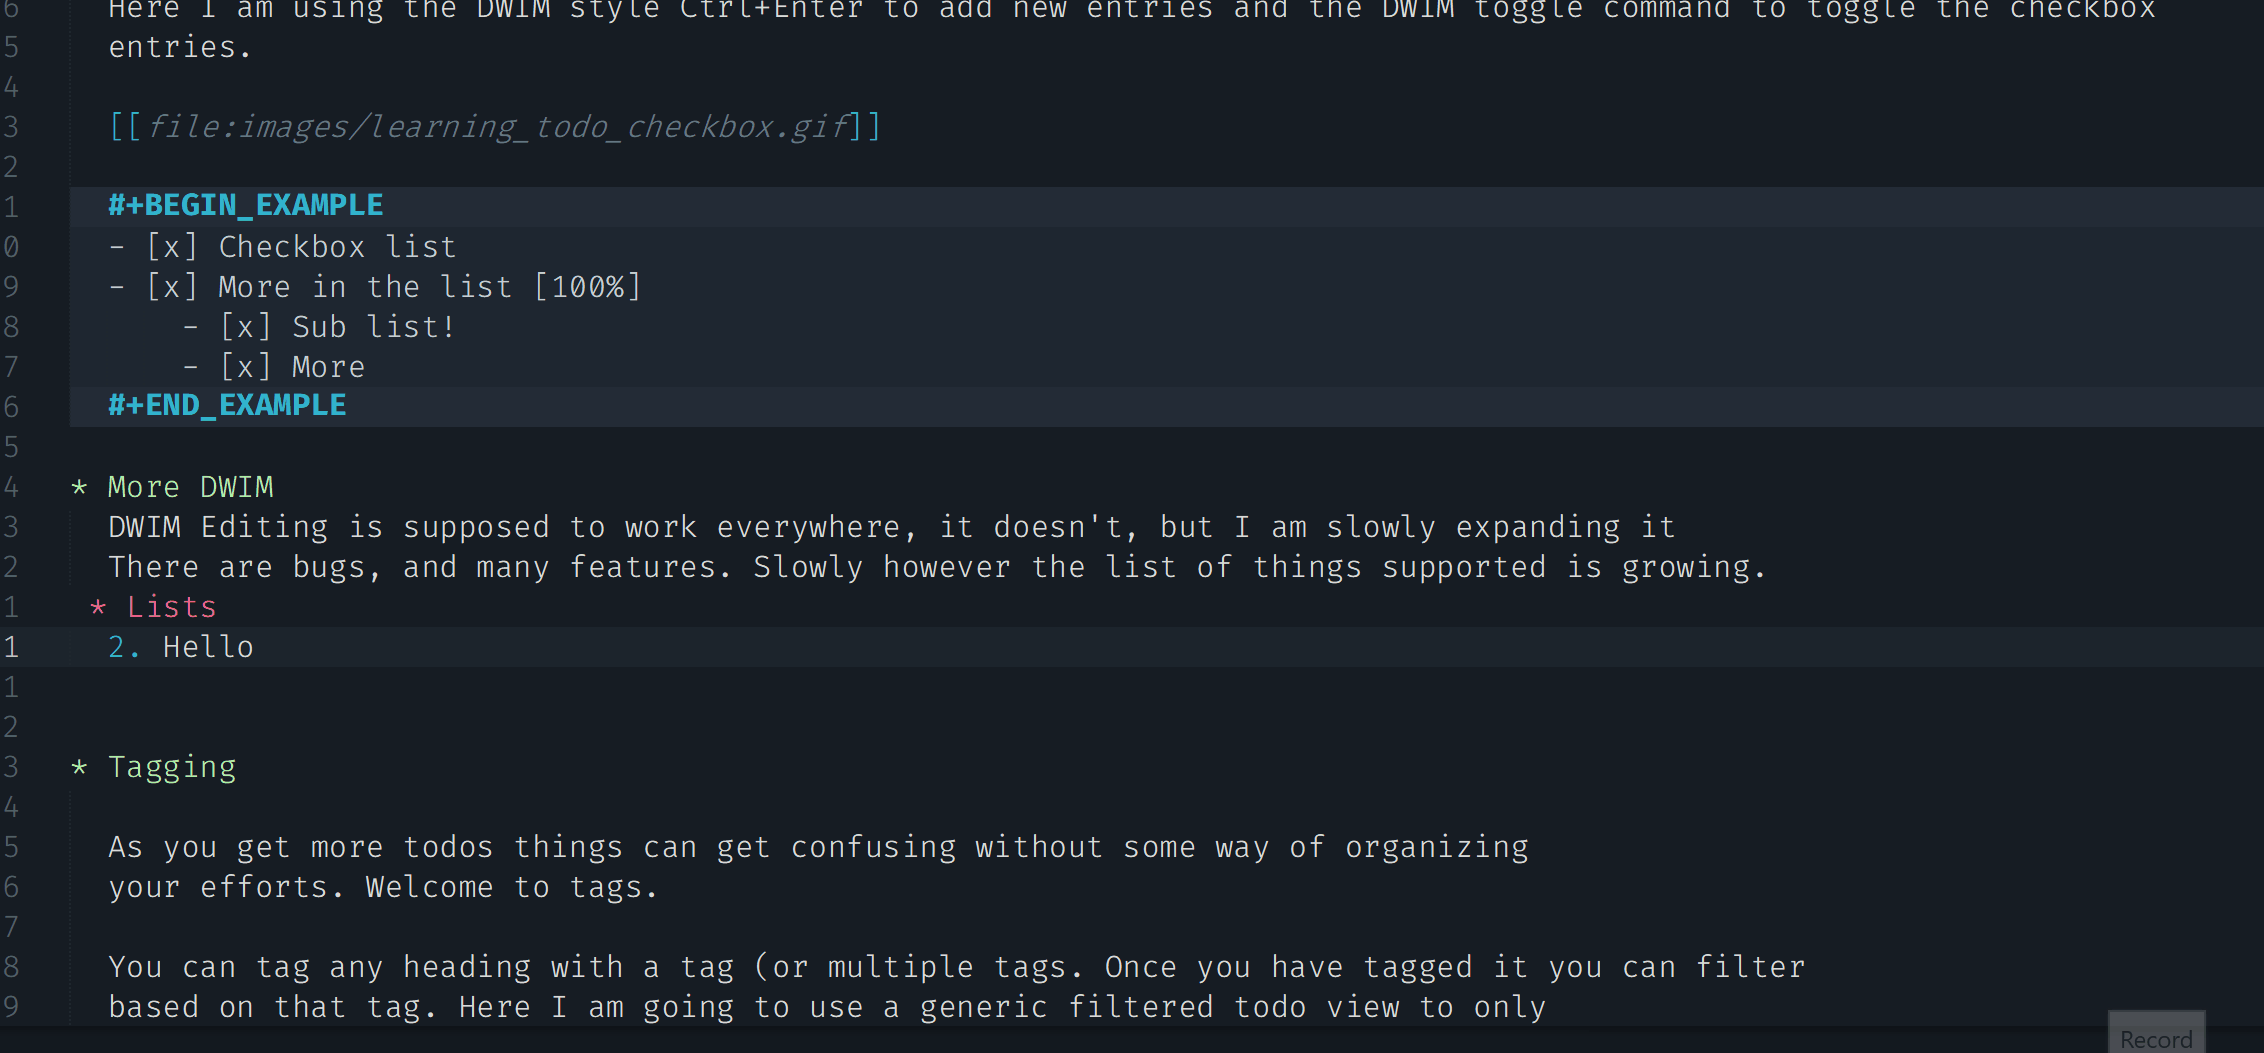 6 Here I am using the DWIM style Ctrl+Enter to add new entries and the DWIM toggle command to toggle the checkbox
5 entries.
4
3 [[file:images/learning_todo_checkbox.gif]]
2
1 #+BEGIN_EXAMPLE
0 - [x] Checkbox list
9 - [x] More in the list [100%]
8 - [x] Sub list!
7 - [x] More
6 #+END_EXAMPLE
5
4 * More DWIM
3 DWIM Editing is supposed to work everywhere, it doesn't, but I am slowly expanding it
2 There are bugs, and many features. Slowly however the list of things supported is growing.
1 * Lists
1 2. Hello
1
2
3 * Tagging
4
5 As you get more todos things can get confusing without some way of organizing
6 your efforts. Welcome to tags.
7
8 You can tag any heading with a tag (or multiple tags. Once you have tagged it you can filter
9 based on that tag. Here I am going to use a generic filtered todo view to only
Record